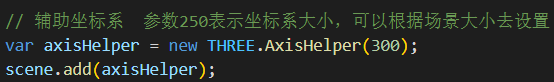 // 辅助坐标系  参数250表示坐标系大小，可以根据场景大小去设置
var axisHelper = new THREE.AxisHelper(300);
scene.add(axisHelper);